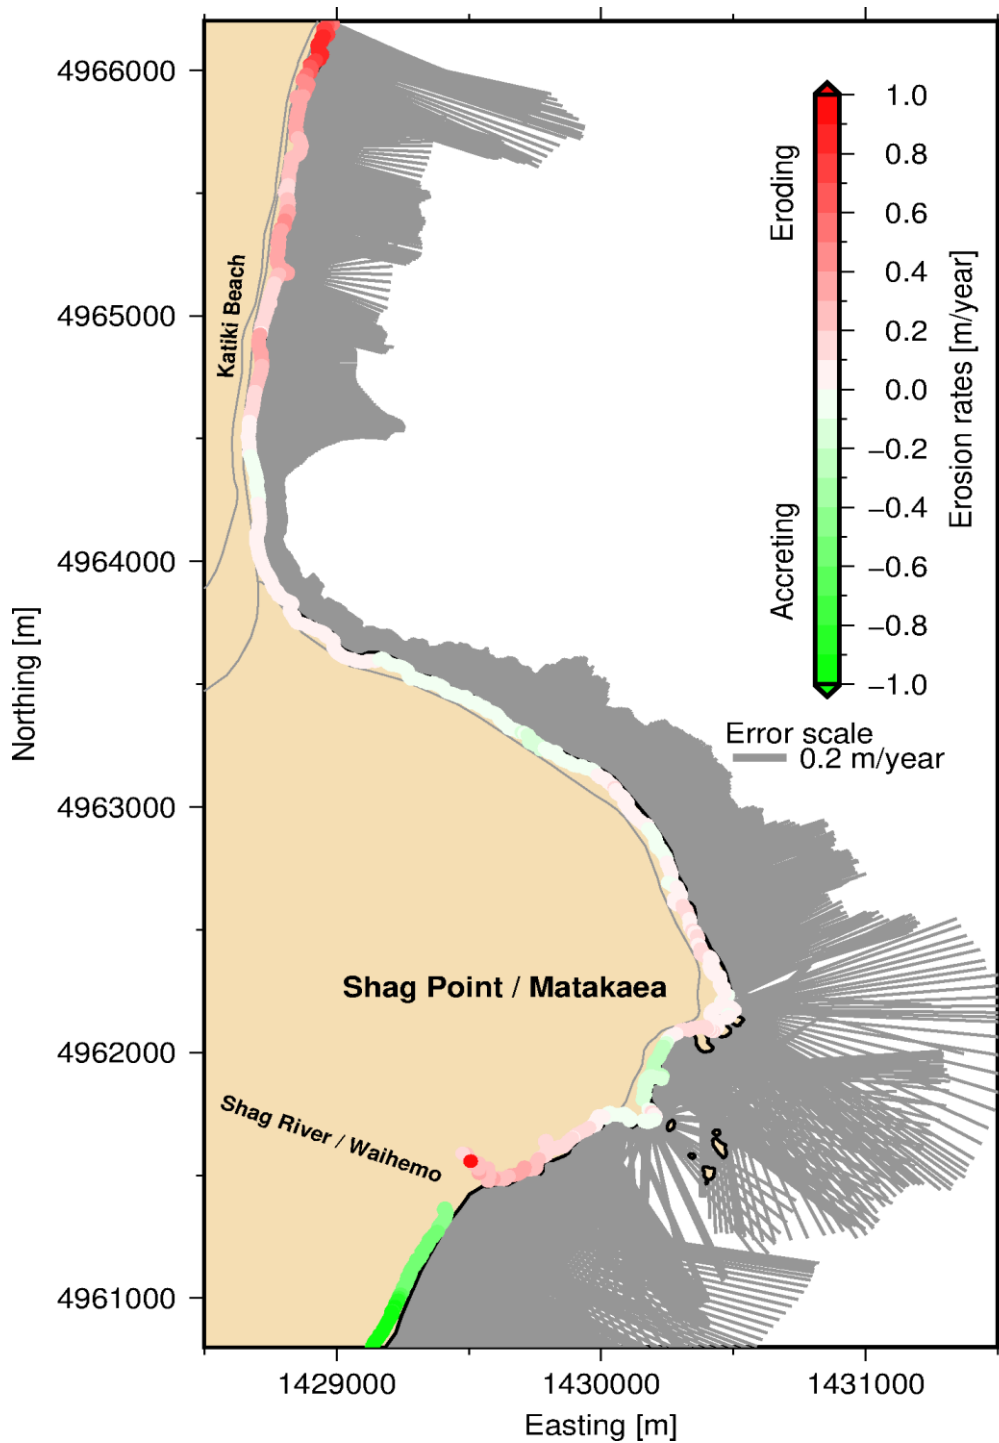 4966000
4965000
4964000
4963000
4962000
4961000
Northing [m]
1429000
1430000
1431000
Easting [m]
Katiki Beach
Shag Point / Matakaea
Shag River / Waihemo
Eroding
Accreting
1.0
0.8
0.6
0.4
0.2
0.0
−0.2
−0.4
−0.6
−0.8
−1.0
Erosion rates [m/year]
Error scale
0.2 m/year